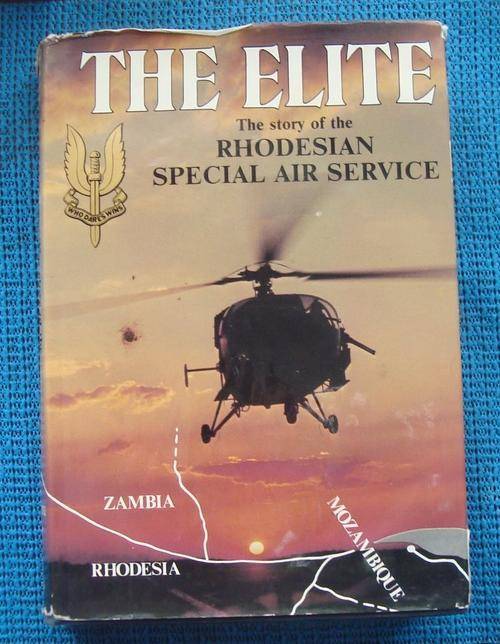 THE ELITE
The story of the
RHODESIAN
SPECIAL AIR SERVICE
WHO DARES WINS
ZAMBIA
MOZAMBIQUE
RHODESIA